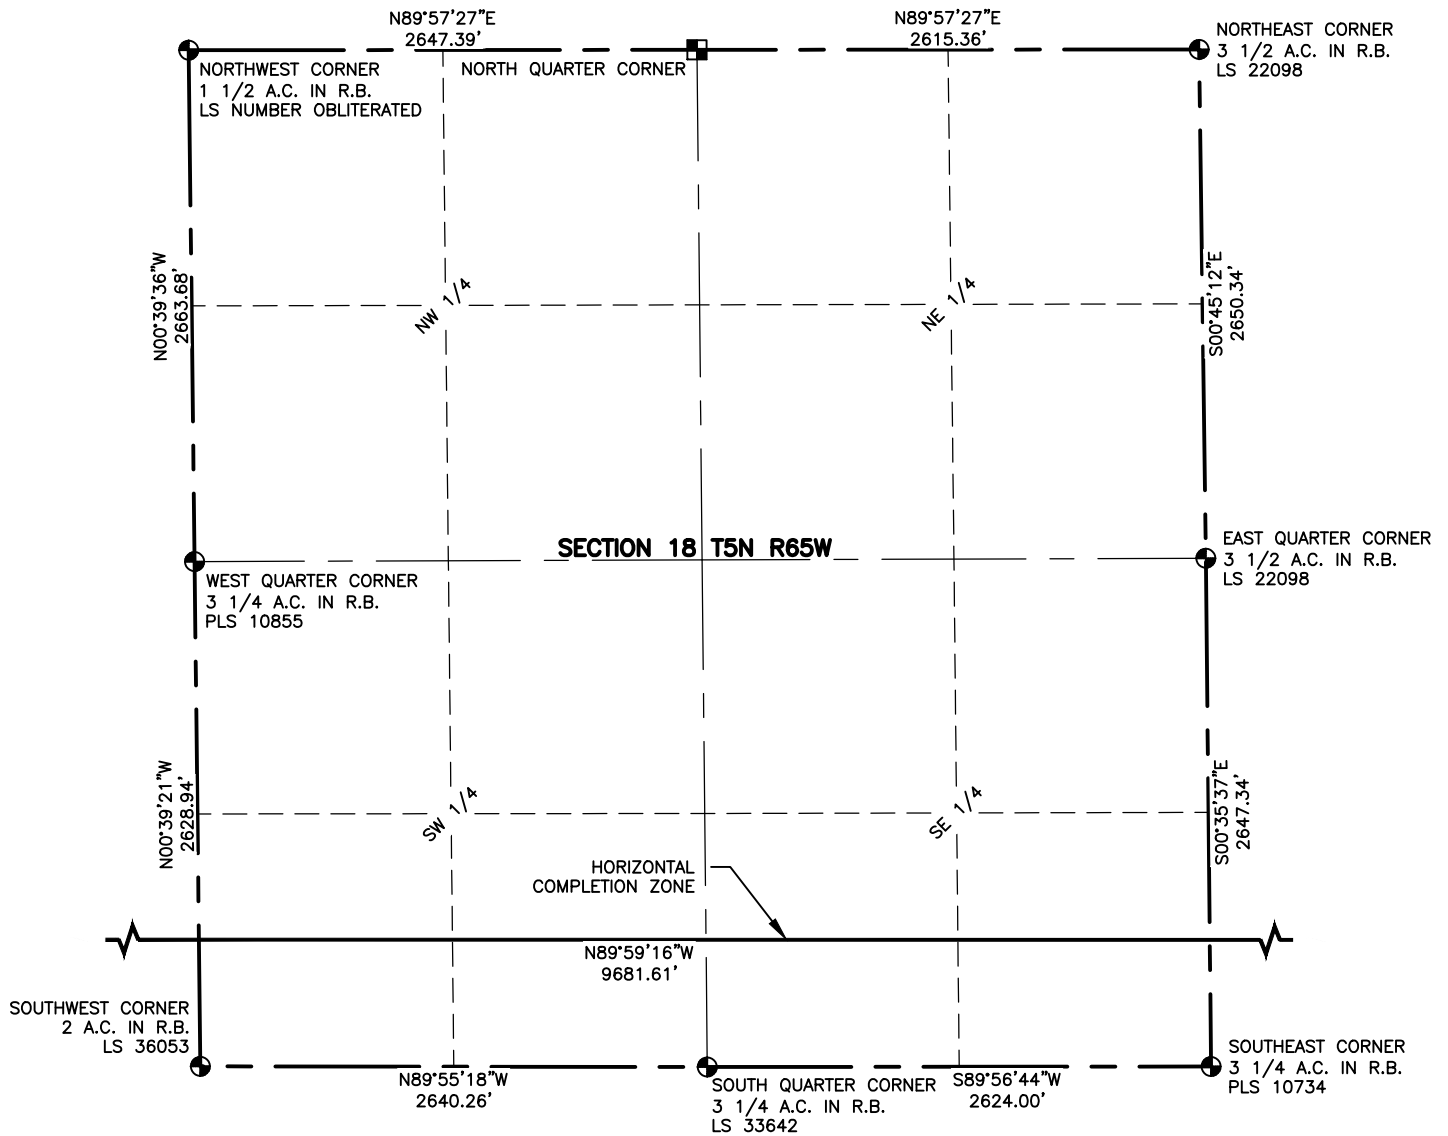 N89°57'27"E
2647.39'
N89°57'27"E
2615.36'
NORTHEAST CORNER
3 1/2 A.C. IN R.B.
LS 22098
NORTHWEST CORNER
1 1/2 A.C. IN R.B.
LS NUMBER OBLITERATED
NORTH QUARTER CORNER
N00°39'36"W
2663.68'
NW 1/4
NE 1/4
S00°45'12"E
2650.34'
SECTION 18 T5N R65W
EAST QUARTER CORNER
3 1/2 A.C. IN R.B.
LS 22098
WEST QUARTER CORNER
3 1/4 A.C. IN R.B.
PLS 10855
N00°39'21"W
2628.94'
SW 1/4
SE 1/4
S00°35'37"E
2647.34'
HORIZONTAL
COMPLETION ZONE
N89°59'16"W
9681.61'
SOUTHWEST CORNER
2 A.C. IN R.B.
LS 36053
N89°55'18"W
2640.26'
SOUTH QUARTER CORNER
3 1/4 A.C. IN R.B.
LS 33642
S89°56'44"W
2624.00'
SOUTHEAST CORNER
3 1/4 A.C. IN R.B.
PLS 10734